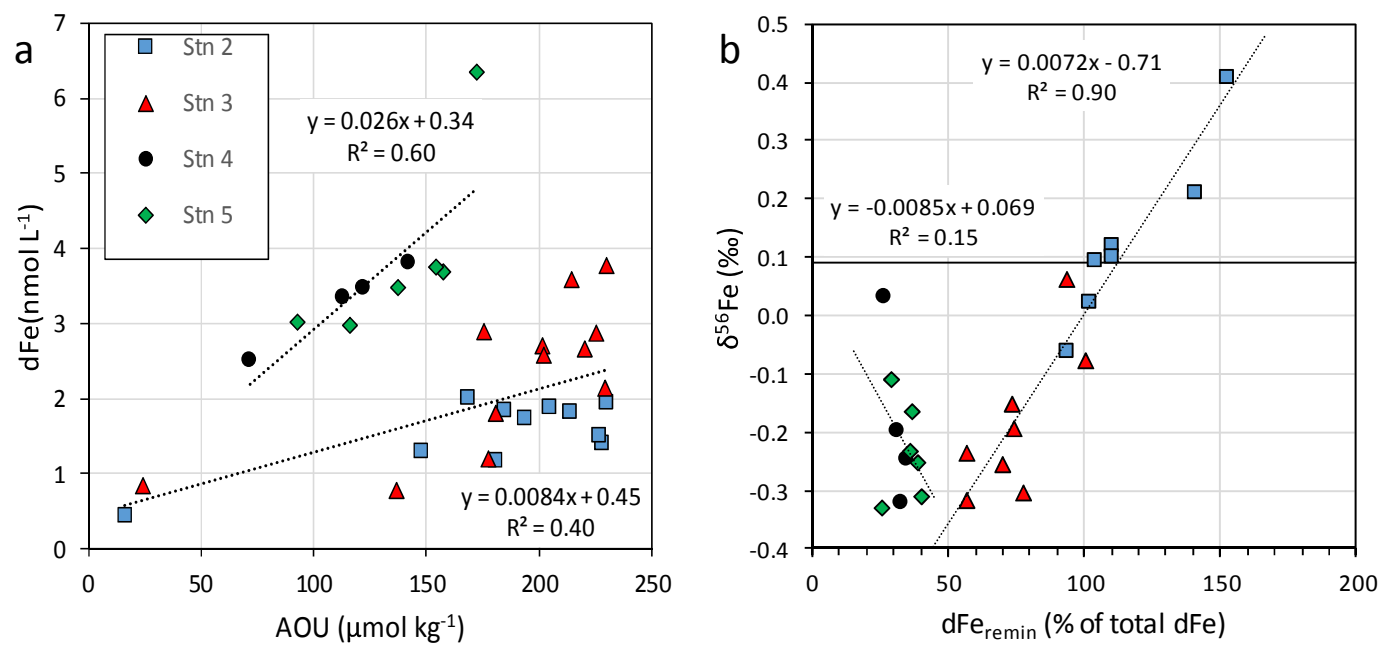 a
7
6
5
4
3
2
1
0
dFe(nmol L⁻¹)
Stn 2
Stn 3
Stn 4
Stn 5
y = 0.026x + 0.34
R² = 0.60
y = 0.0084x + 0.45
R² = 0.40
0 50 100 150 200 250
AOU (µmol kg⁻¹)
b
0.5
0.4
0.3
0.2
0.1
0.0
-0.1
-0.2
-0.3
-0.4
δ⁵⁶Fe (‰)
y = 0.0072x - 0.71
R² = 0.90
y = -0.0085x + 0.069
R² = 0.15
0 50 100 150 200
dFeremin (% of total dFe)